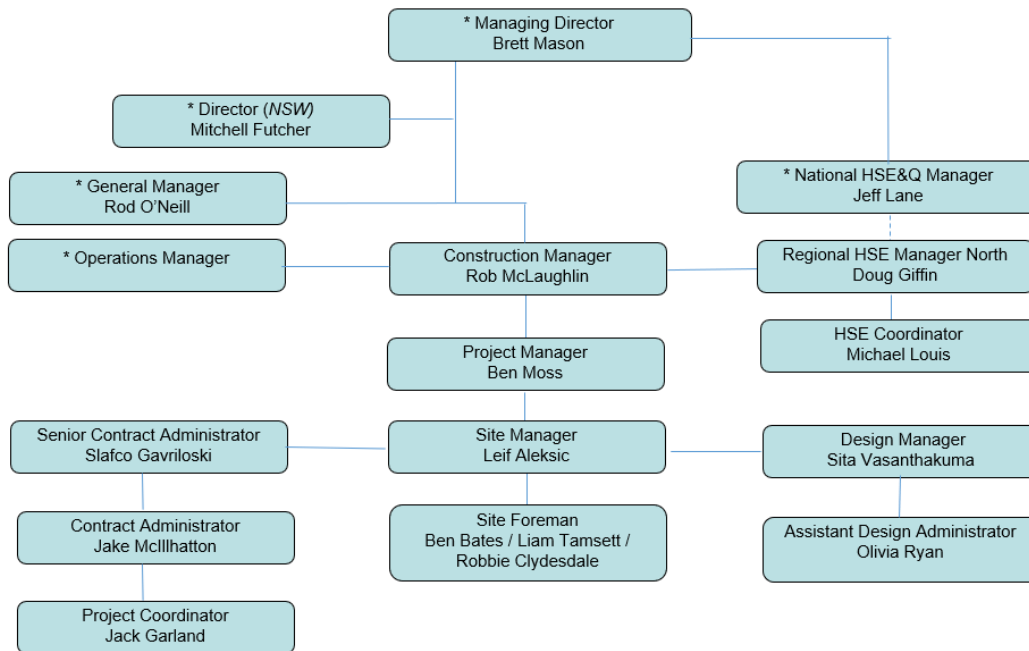 * Managing Director
Brett Mason
* Director (NSW)
Mitchell Futcher
* General Manager
Rod O'Neill
* National HSE&Q Manager
Jeff Lane
* Operations Manager
Construction Manager
Rob McLaughlin
Regional HSE Manager North
Doug Giffin
HSE Coordinator
Michael Louis
Project Manager
Ben Moss
Senior Contract Administrator
Slafco Gavriloski
Site Manager
Leif Aleksic
Design Manager
Sita Vasanthakuma
Contract Administrator
Jake McIllhatton
Site Foreman
Ben Bates / Liam Tamsett /
Robbie Clydesdale
Assistant Design Administrator
Olivia Ryan
Project Coordinator
Jack Garland